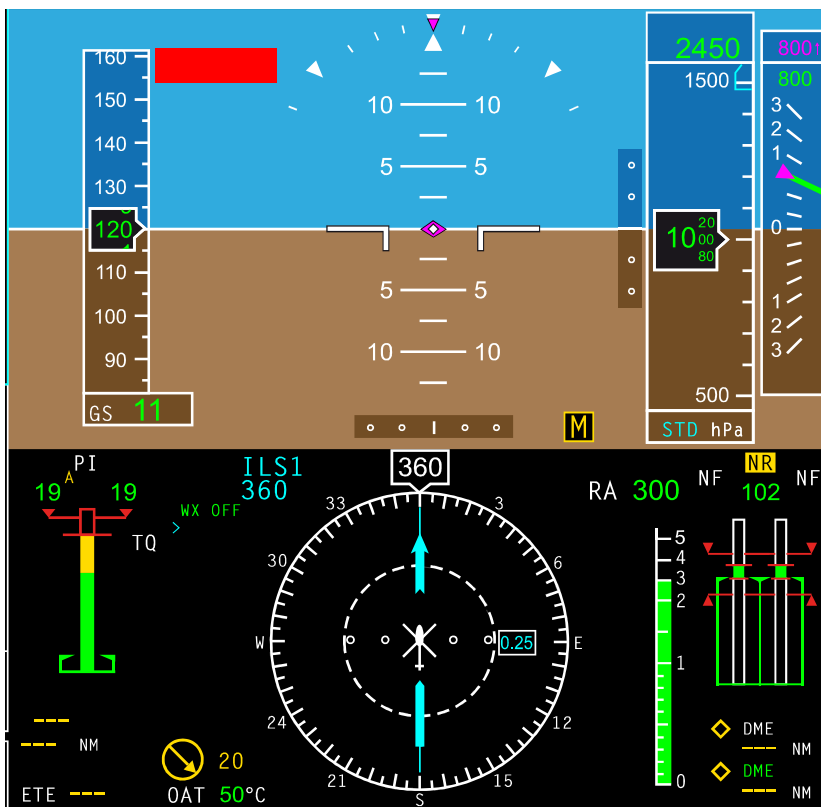 160
150
140
130
120
110
100
90
GS 11
10 10
5 5
5 5
10 10
2450
1500
10
20
00
80
500
STD hPa
800
800
3
2
1
0
1
2
3
M
PI
A
19 19
TQ
ILS1
360
WX OFF
360
33
3
30
6
W
E
24
12
21
15
S
0.25
RA 300
5
4
3
2
1
0
NF
NR
102
NF
DME
--- NM
DME
--- NM
---
--- NM
ETE ---
20
OAT 50°C